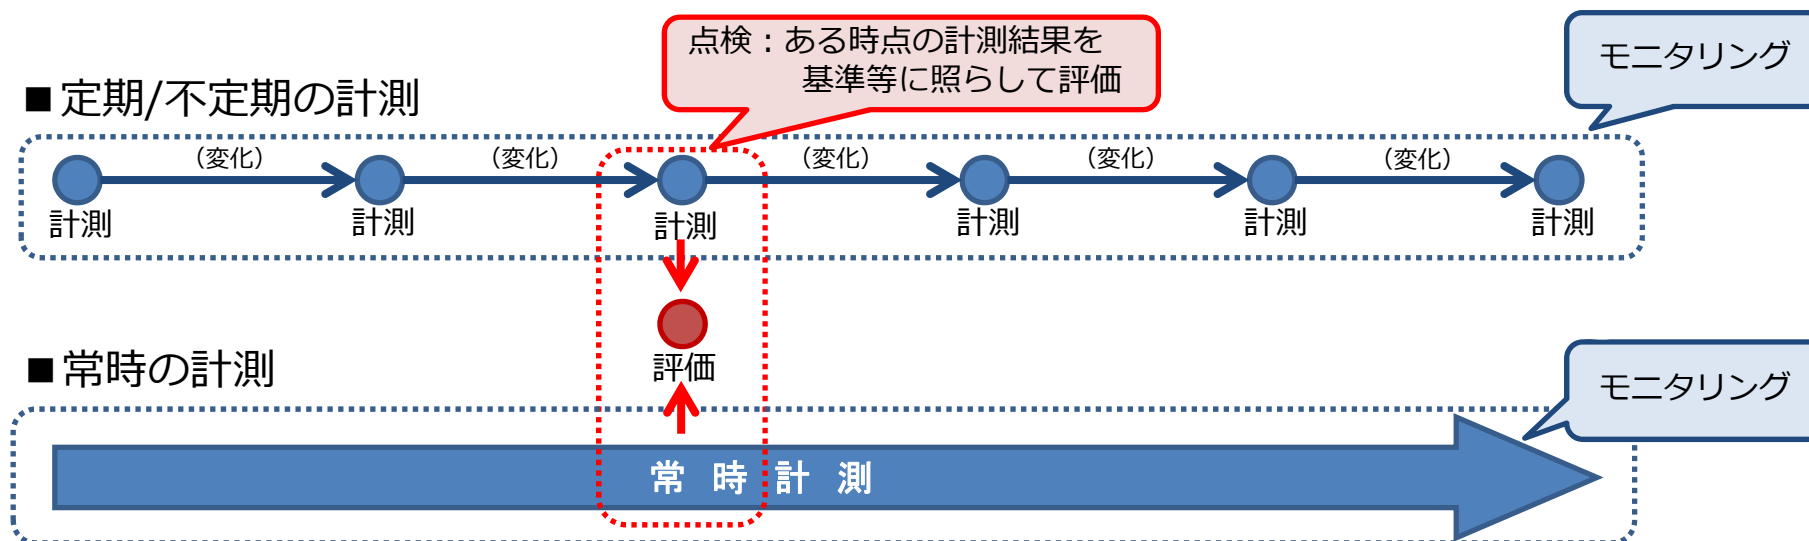 点検：ある時点の計測結果を
基準等に照らして評価
モニタリング
■定期/不定期の計測
（変化）
（変化）
（変化）
（変化）
（変化）
計測
計測
計測
計測
計測
計測
評価
■常時の計測
モニタリング
常 時 計 測